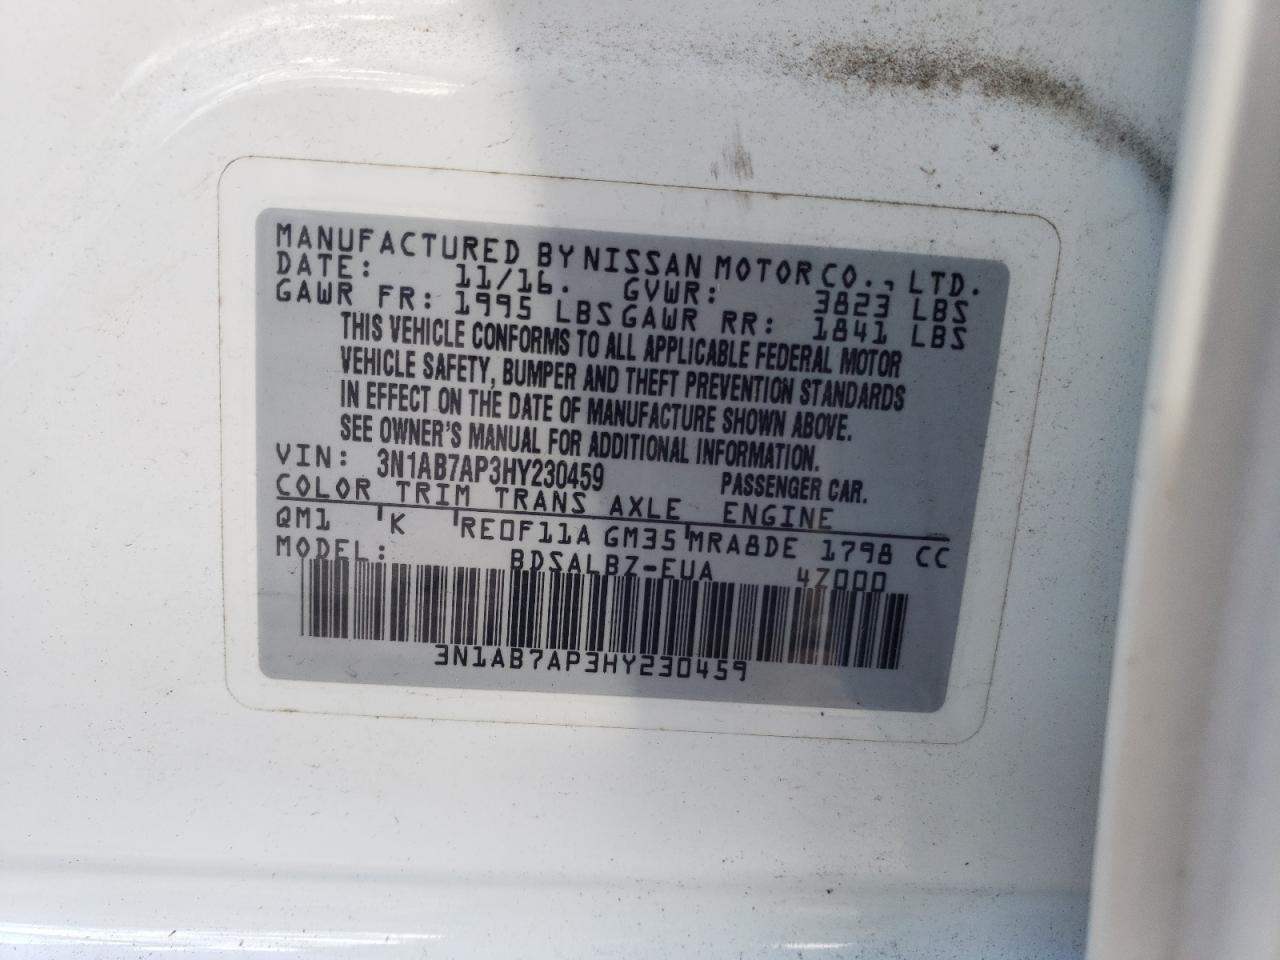 MANUFACTURED BY NISSAN MOTOR CO., LTD.
DATE: 11/16. GVWR: 3823 LBS
GAWR FR: 1995 LBS GAWR RR: 1841 LBS
THIS VEHICLE CONFORMS TO ALL APPLICABLE FEDERAL MOTOR
VEHICLE SAFETY, BUMPER AND THEFT PREVENTION STANDARDS
IN EFFECT ON THE DATE OF MANUFACTURE SHOWN ABOVE.
SEE OWNER'S MANUAL FOR ADDITIONAL INFORMATION.
VIN: 3N1AB7AP3HY230459 PASSENGER CAR.
COLOR TRIM TRANS AXLE ENGINE
QM1 K RE0F11A GM35 MRA8DE 1798 CC
MODEL: BDSALBZ-EUA 4Z000
3N1AB7AP3HY230459